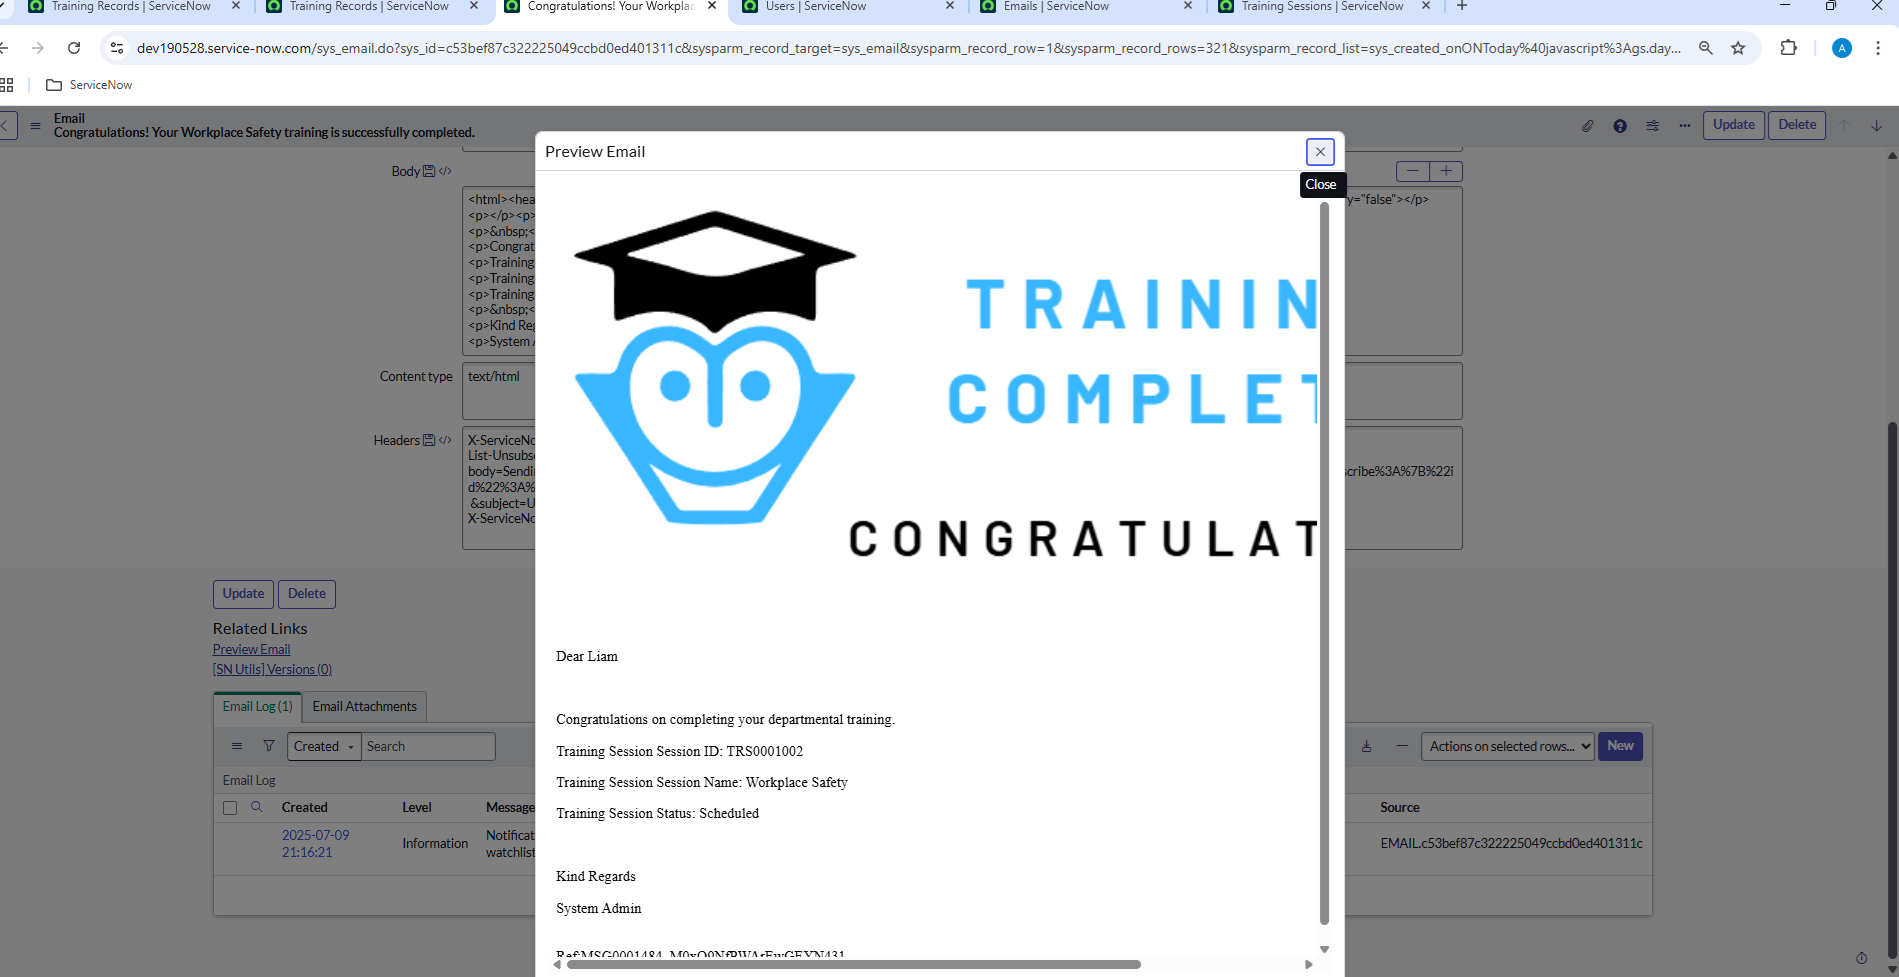 Training Records | ServiceNow
Training Records | ServiceNow
Congratulations! Your Workplac
Users | ServiceNow
Emails | ServiceNow
Training Sessions | ServiceNow
dev190528.service-now.com/sys_email.do?sys_id=c53bef87c322225049ccbd0ed401311c&sysparm_record_target=sys_email&sysparm_record_row=1&sysparm_record_rows=321&sysparm_record_list=sys_created_onONToday%40javascript%3Ags.day...
A
ServiceNow
Email
Congratulations! Your Workplace Safety training is successfully completed.
Update
Delete
Preview Email
Close
Body
<html><hea
y="false"></p>
<p></p><p>
<p>&nbsp;<
<p>Congrat
<p>Training
<p>Training
<p>Training
<p>&nbsp;<
<p>Kind Reg
<p>System
Content type
text/html
Headers
X-ServiceNo
List-Unsubs
body=Sendi
scribe%3A%7B%22i
d%22%3A%
&subject=U
X-ServiceNo
TRAININ
COMPLET
CONGRATULAT
Dear Liam
Congratulations on completing your departmental training.
Training Session Session ID: TRS0001002
Training Session Session Name: Workplace Safety
Training Session Status: Scheduled
Kind Regards
System Admin
Update
Delete
Related Links
Preview Email
[SN Utils] Versions (0)
Email Log (1)
Email Attachments
Created
Search
Actions on selected rows...
New
Email Log
Created
Level
Message
Source
2025-07-09
21:16:21
Information
Notificat
watchlist
EMAIL.c53bef87c322225049ccbd0ed401311c